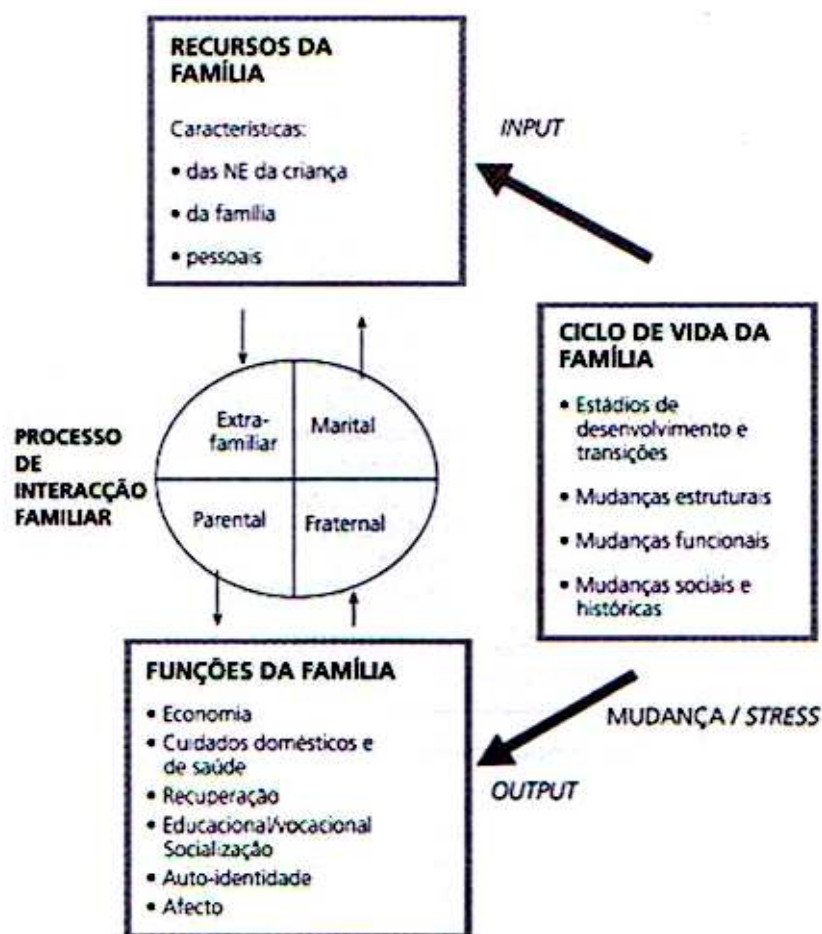 RECURSOS DA
FAMÍLIA
Características:
• das NE da criança
• da família
• pessoais
INPUT
CICLO DE VIDA DA
FAMÍLIA
• Estádios de
desenvolvimento e
transições
• Mudanças estruturais
• Mudanças funcionais
• Mudanças sociais e
históricas
PROCESSO
DE
INTERACÇÃO
FAMILIAR
Extra-
familiar
Marital
Parental
Fraternal
FUNÇÕES DA FAMÍLIA
• Economia
• Cuidados domésticos e
de saúde
• Recuperação
• Educacional/vocacional
Socialização
• Auto-identidade
• Afecto
MUDANÇA / STRESS
OUTPUT